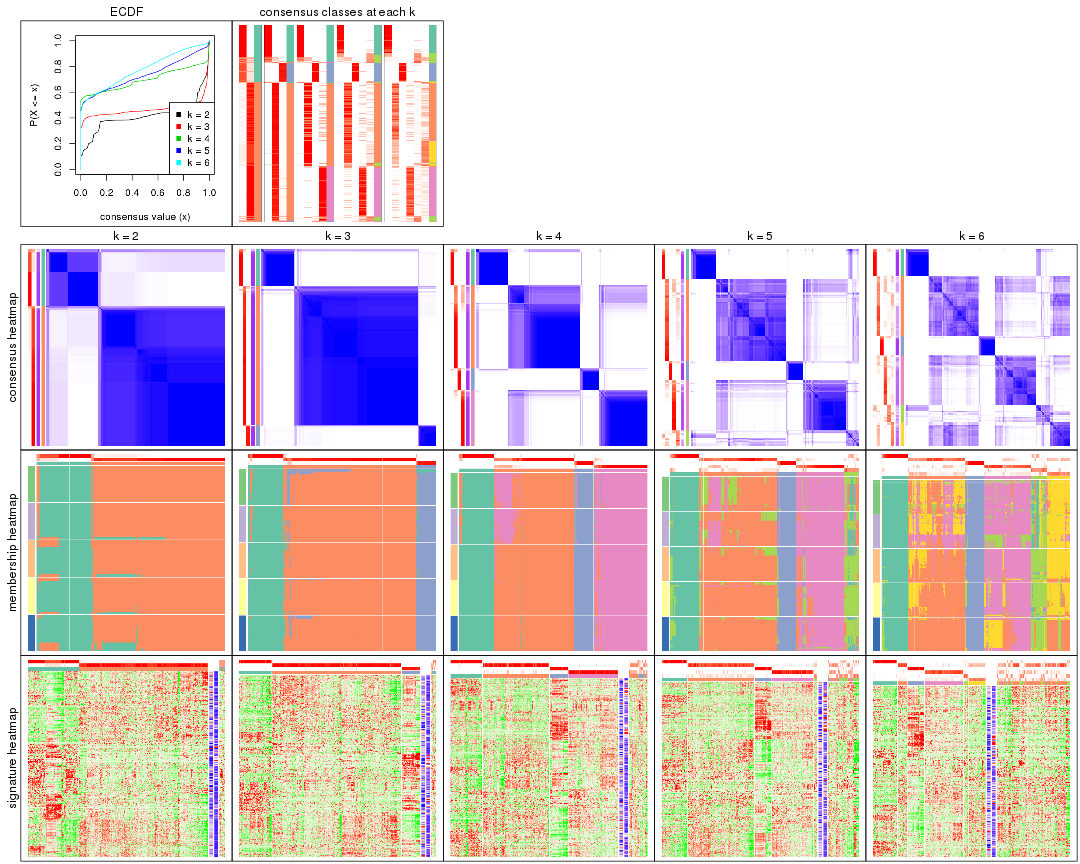 ECDF
consensus classes at each k
P(X <= x)
0.0 0.2 0.4 0.6 0.8 1.0
k = 2
k = 3
k = 4
k = 5
k = 6
0.0 0.2 0.4 0.6 0.8 1.0
consensus value (x)
k = 2 k = 3 k = 4 k = 5 k = 6
consensus heatmap
membership heatmap
signature heatmap